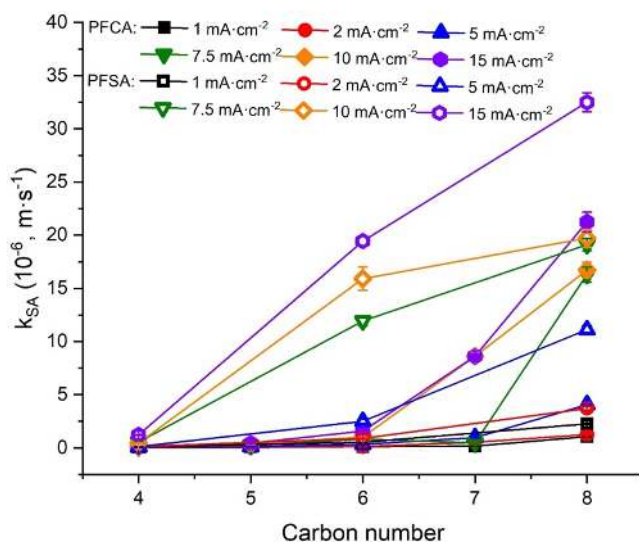 PFCA: 1 mA·cm⁻² 2 mA·cm⁻² 5 mA·cm⁻²
7.5 mA·cm⁻² 10 mA·cm⁻² 15 mA·cm⁻²
PFSA: 1 mA·cm⁻² 2 mA·cm⁻² 5 mA·cm⁻²
7.5 mA·cm⁻² 10 mA·cm⁻² 15 mA·cm⁻²
k_SA (10⁻⁶, m·s⁻¹)
40
35
30
25
20
15
10
5
0
4 5 6 7 8
Carbon number